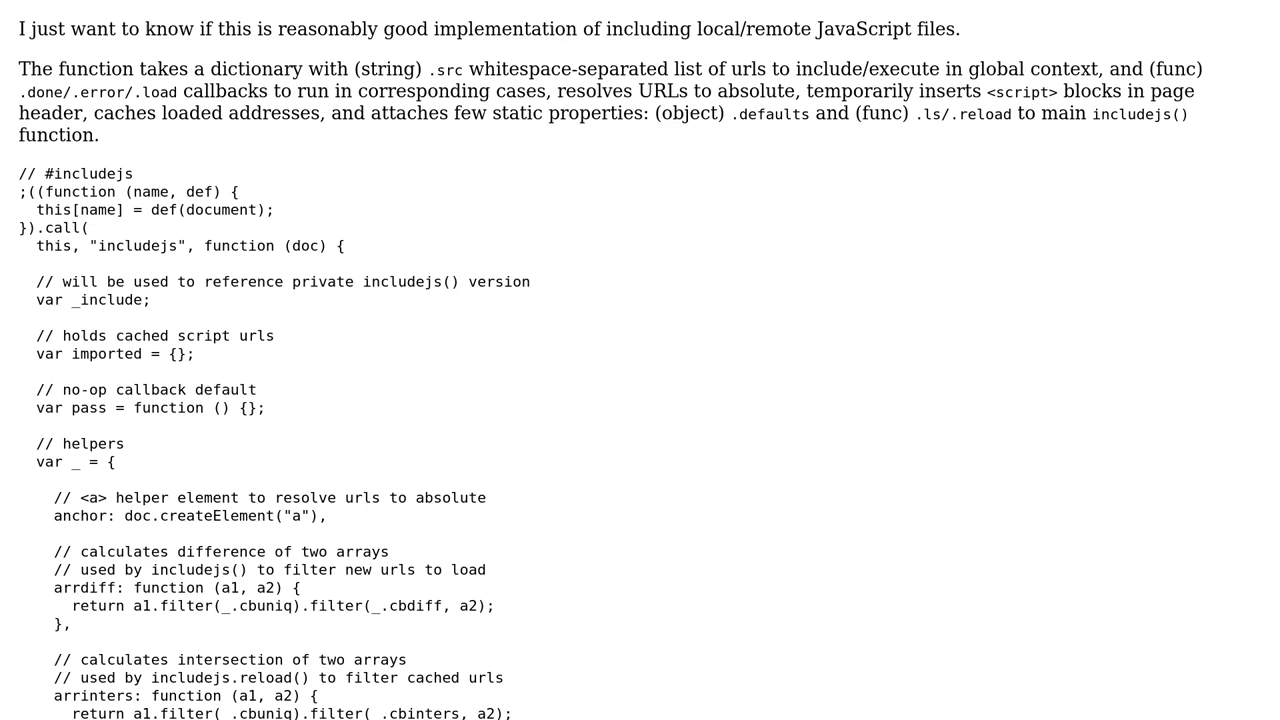 I just want to know if this is reasonably good implementation of including local/remote JavaScript files.
The function takes a dictionary with (string) .src whitespace-separated list of urls to include/execute in global context, and (func)
.done/.error/.load callbacks to run in corresponding cases, resolves URLs to absolute, temporarily inserts <script> blocks in page
header, caches loaded addresses, and attaches few static properties: (object) .defaults and (func) .ls/.reload to main includejs()
function.
// #includejs
;((function (name, def) {
  this[name] = def(document);
}).call(
  this, "includejs", function (doc) {
  // will be used to reference private includejs() version
  var _include;
  // holds cached script urls
  var imported = {};
  // no-op callback default
  var pass = function () {};
  // helpers
  var _ = {
    // <a> helper element to resolve urls to absolute
    anchor: doc.createElement("a"),
    // calculates difference of two arrays
    // used by includejs() to filter new urls to load
    arrdiff: function (a1, a2) {
      return a1.filter(_.cbuniq).filter(_.cbdiff, a2);
    },
    // calculates intersection of two arrays
    // used by includejs.reload() to filter cached urls
    arrinters: function (a1, a2) {
      return a1.filter(_.cbuniq).filter(_.cbinters, a2);